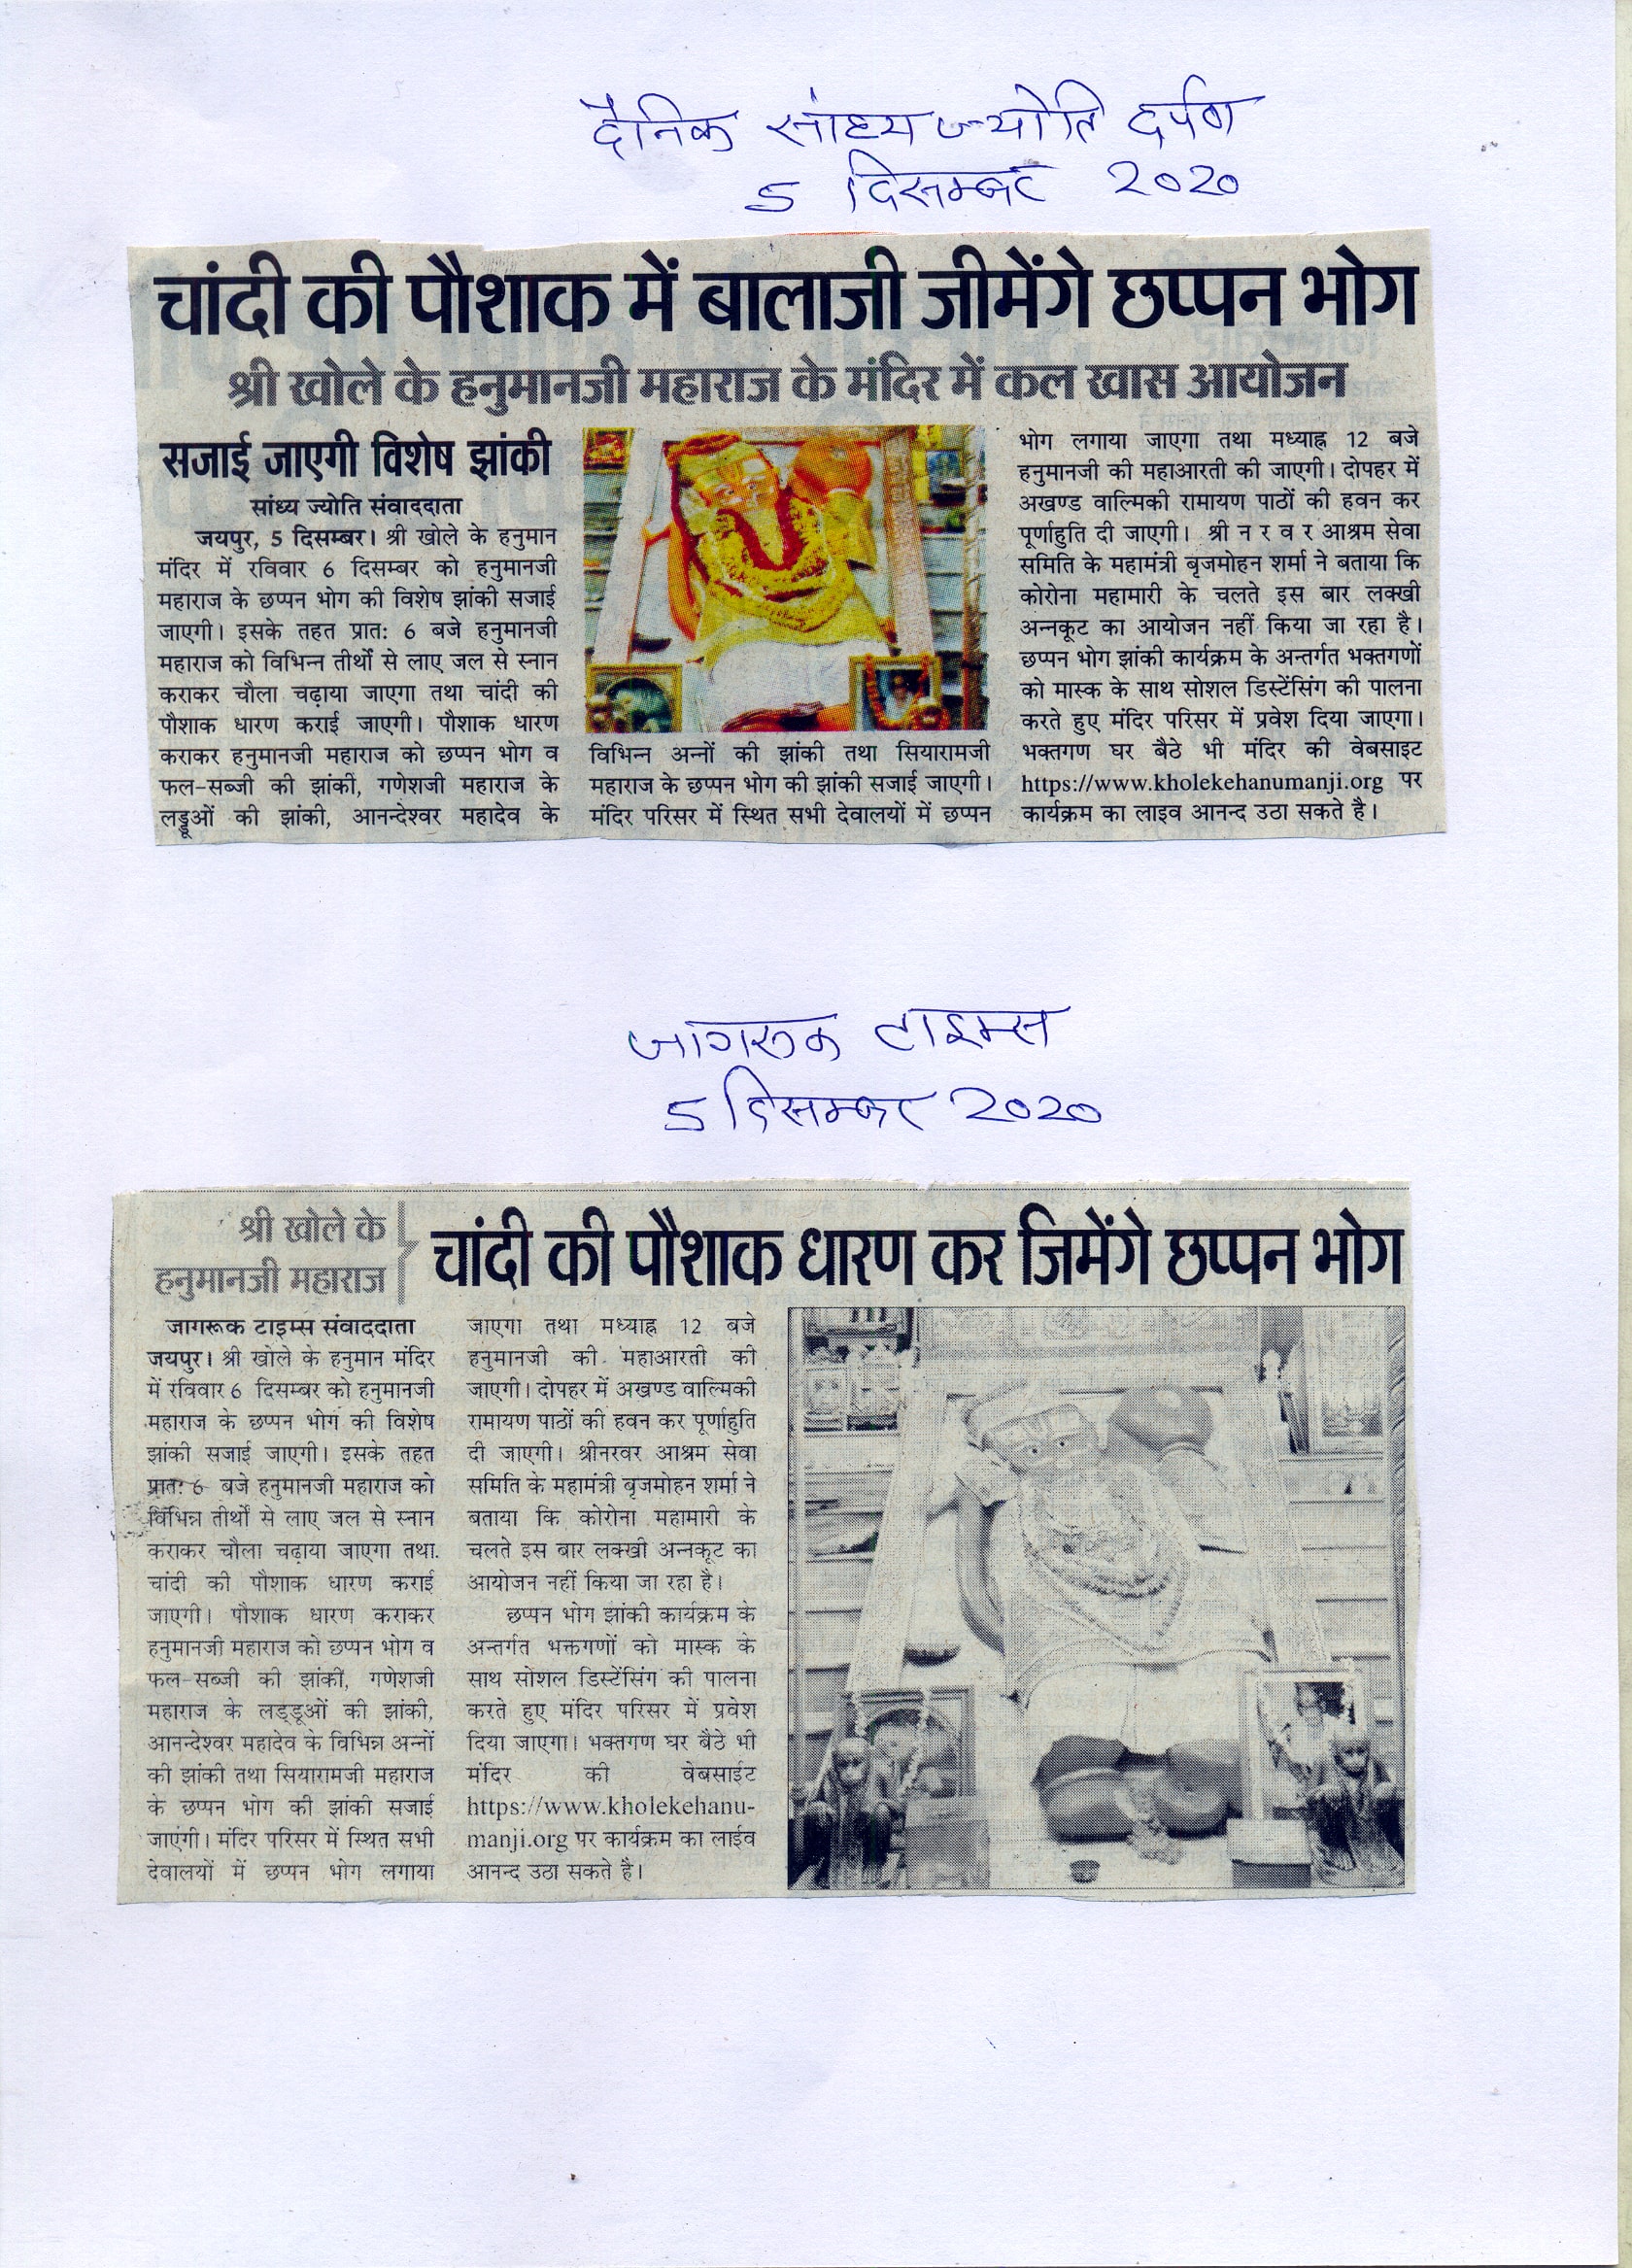 दैनिक सांध्य ज्योति दर्पण
5 दिसम्बर 2020
चांदी की पौशाक में बालाजी जीमेंगे छप्पन भोग
श्री खोले के हनुमानजी महाराज के मंदिर में कल खास आयोजन
सजाई जाएगी विशेष झांकी
सांध्य ज्योति संवाददाता
जयपुर, 5 दिसम्बर। श्री खोले के हनुमान
मंदिर में रविवार 6 दिसम्बर को हनुमानजी
महाराज के छप्पन भोग की विशेष झांकी सजाई
जाएगी। इसके तहत प्रातः 6 बजे हनुमानजी
महाराज को विभिन्न तीर्थों से लाए जल से स्नान
कराकर चौला चढ़ाया जाएगा तथा चांदी की
पौशाक धारण कराई जाएगी। पौशाक धारण
कराकर हनुमानजी महाराज को छप्पन भोग व
फल-सब्जी की झांकी, गणेशजी महाराज के
लड्डूओं की झांकी, आनन्देश्वर महादेव के
विभिन्न अन्नों की झांकी तथा सियारामजी
महाराज के छप्पन भोग की झांकी सजाई जाएगी।
मंदिर परिसर में स्थित सभी देवालयों में छप्पन
भोग लगाया जाएगा तथा मध्याह्न 12 बजे
हनुमानजी की महाआरती की जाएगी। दोपहर में
अखण्ड वाल्मिकी रामायण पाठों की हवन कर
पूर्णाहुति दी जाएगी। श्री न र व र आश्रम सेवा
समिति के महामंत्री बृजमोहन शर्मा ने बताया कि
कोरोना महामारी के चलते इस बार लक्खी
अन्नकूट का आयोजन नहीं किया जा रहा है।
छप्पन भोग झांकी कार्यक्रम के अन्तर्गत भक्तगणों
को मास्क के साथ सोशल डिस्टेंसिंग की पालना
करते हुए मंदिर परिसर में प्रवेश दिया जाएगा।
भक्तगण घर बैठे भी मंदिर की वेबसाइट
https://www.kholekehanumanji.org पर
कार्यक्रम का लाइव आनन्द उठा सकते है।
जागरूक टाइम्स
5 दिसम्बर 2020
श्री खोले के
हनुमानजी महाराज
चांदी की पौशाक धारण कर जिमेंगे छप्पन भोग
जागरूक टाइम्स संवाददाता
जयपुर। श्री खोले के हनुमान मंदिर
में रविवार 6 दिसम्बर को हनुमानजी
महाराज के छप्पन भोग की विशेष
झांकी सजाई जाएगी। इसके तहत
प्रातः 6 बजे हनुमानजी महाराज को
विभिन्न तीर्थों से लाए जल से स्नान
कराकर चौला चढ़ाया जाएगा तथा
चांदी की पौशाक धारण कराई
जाएगी। पौशाक धारण कराकर
हनुमानजी महाराज को छप्पन भोग व
फल-सब्जी की झांकी, गणेशजी
महाराज के लड्डूओं की झांकी,
आनन्देश्वर महादेव के विभिन्न अन्नों
की झांकी तथा सियारामजी महाराज
के छप्पन भोग की झांकी सजाई
जाएंगी। मंदिर परिसर में स्थित सभी
देवालयों में छप्पन भोग लगाया
जाएगा तथा मध्याह्न 12 बजे
हनुमानजी की महाआरती की
जाएगी। दोपहर में अखण्ड वाल्मिकी
रामायण पाठों की हवन कर पूर्णाहुति
दी जाएगी। श्रीनरवर आश्रम सेवा
समिति के महामंत्री बृजमोहन शर्मा ने
बताया कि कोरोना महामारी के
चलते इस बार लक्खी अन्नकूट का
आयोजन नहीं किया जा रहा है।
छप्पन भोग झांकी कार्यक्रम के
अन्तर्गत भक्तगणों को मास्क के
साथ सोशल डिस्टेंसिंग की पालना
करते हुए मंदिर परिसर में प्रवेश
दिया जाएगा। भक्तगण घर बैठे भी
मंदिर की वेबसाईट
https://www.kholekehanu-
manji.org पर कार्यक्रम का लाईव
आनन्द उठा सकते है।